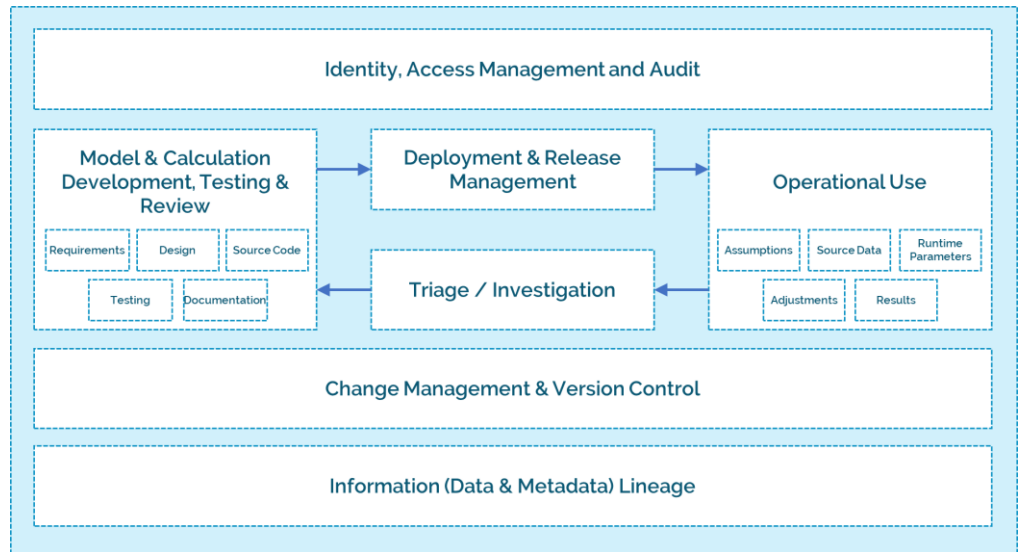 Identity, Access Management and Audit
Model & Calculation
Development, Testing &
Review
Requirements
Design
Source Code
Testing
Documentation
Deployment & Release
Management
Triage / Investigation
Operational Use
Assumptions
Source Data
Runtime
Parameters
Adjustments
Results
Change Management & Version Control
Information (Data & Metadata) Lineage